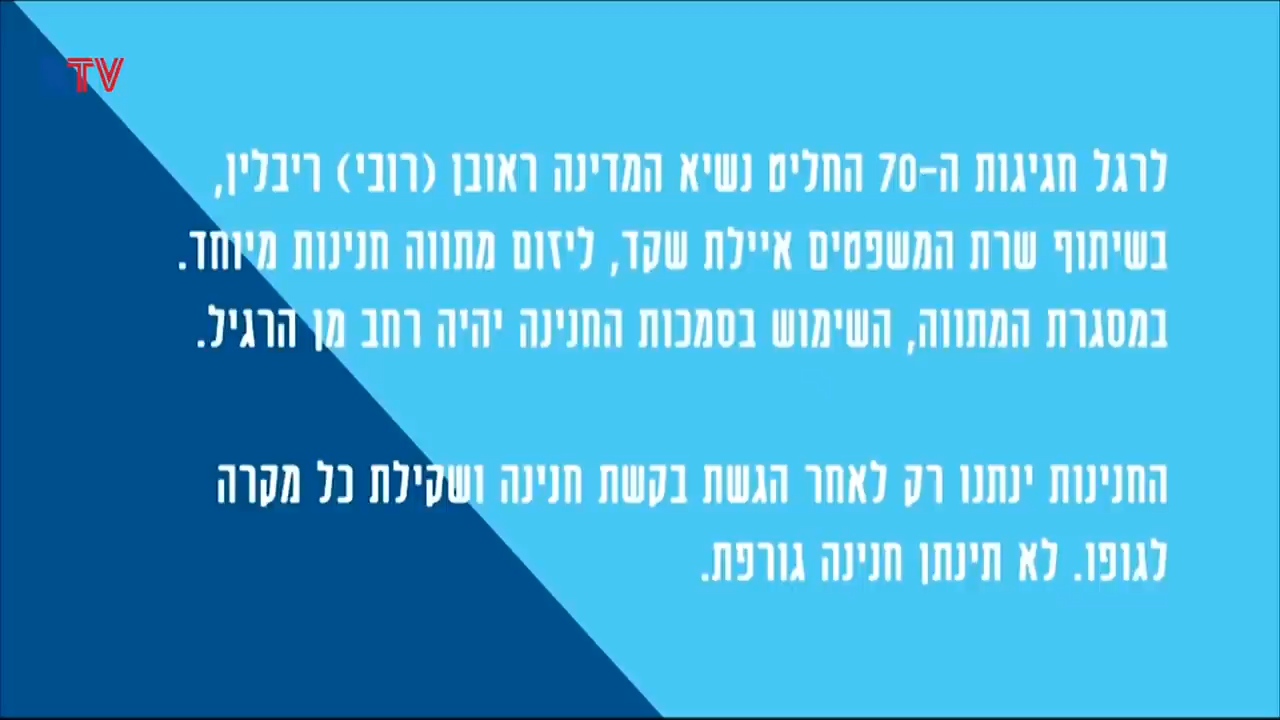 TV
לרגל חגיגות ה-70 החליט נשיא המדינה ראובן (רובי) ריבלין,
בשיתוף שרת המשפטים איילת שקד, ליזום מתווה חנינות מיוחד.
במסגרת המתווה, השימוש בסמכות החנינה יהיה רחב מן הרגיל.
החנינות ינתנו רק לאחר הגשת בקשת חנינה ושקילת כל מקרה
לגופו. לא תינתן חנינה גורפת.